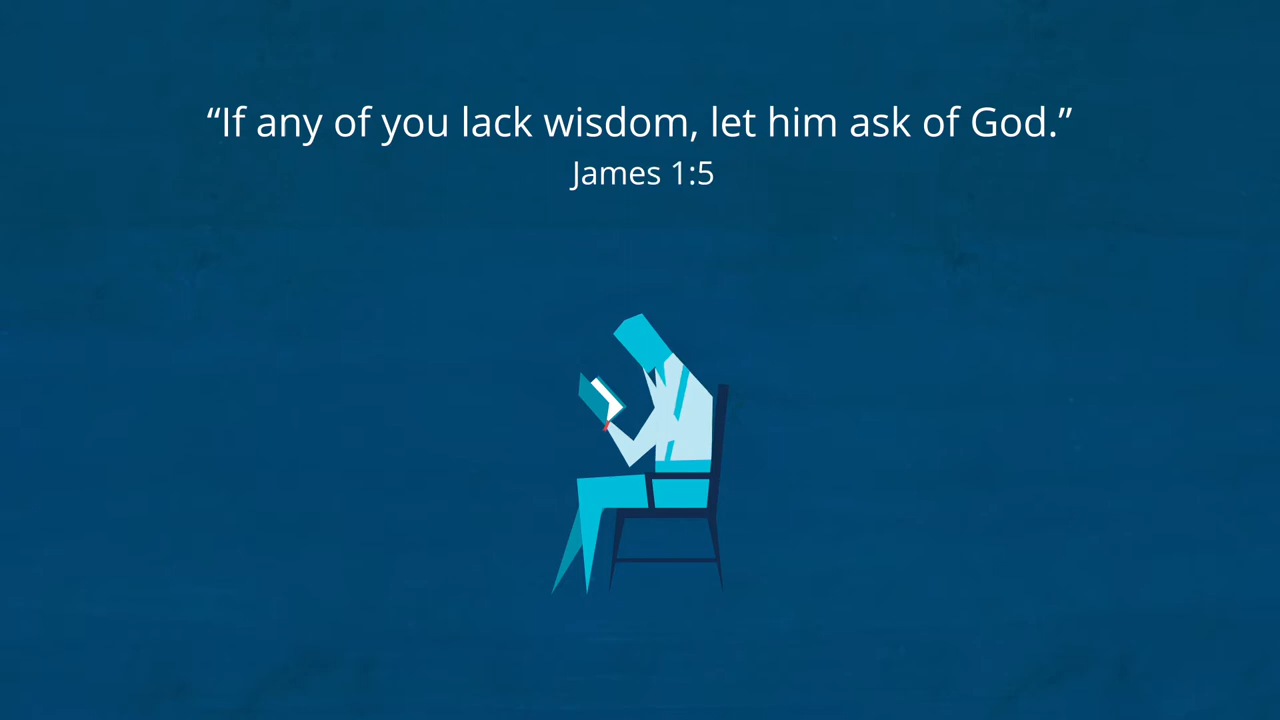 “If any of you lack wisdom, let him ask of God.”
James 1:5